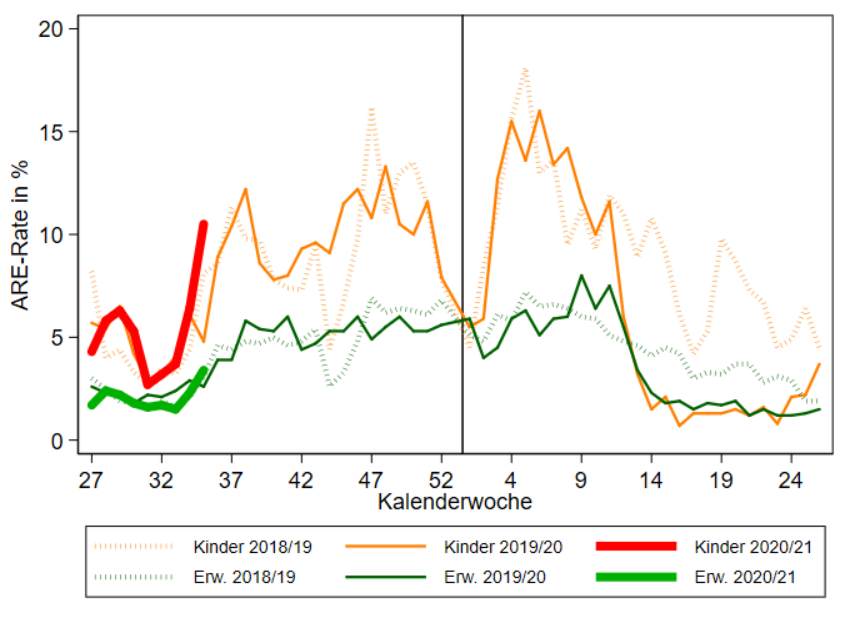 20
15
10
5
0
ARE-Rate in %
27 32 37 42 47 52 4 9 14 19 24
Kalenderwoche
Kinder 2018/19 Kinder 2019/20 Kinder 2020/21
Erw. 2018/19 Erw. 2019/20 Erw. 2020/21